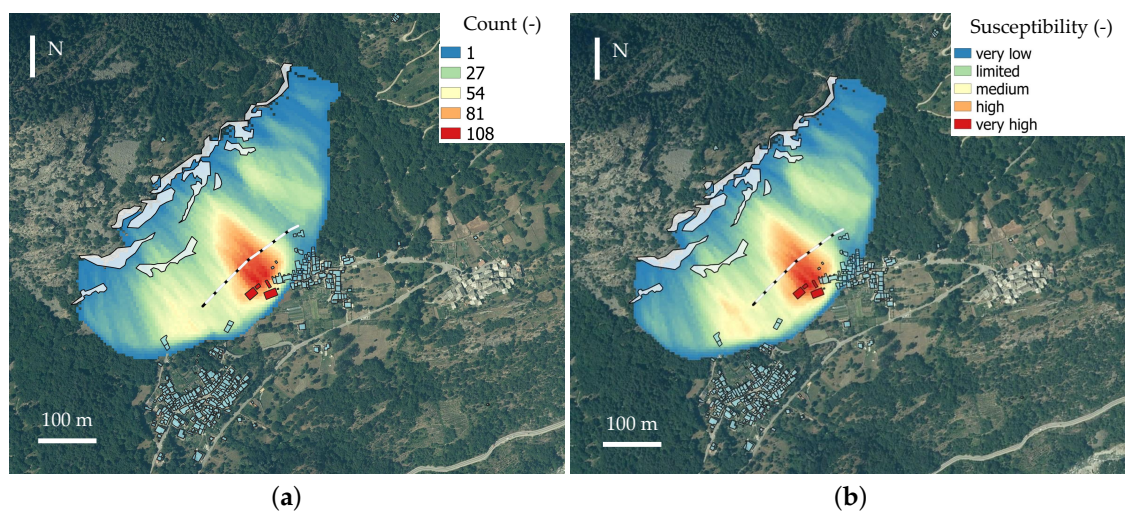 Count (-)
1
27
54
81
108
N
100 m
(a)
Susceptibility (-)
very low
limited
medium
high
very high
N
100 m
(b)